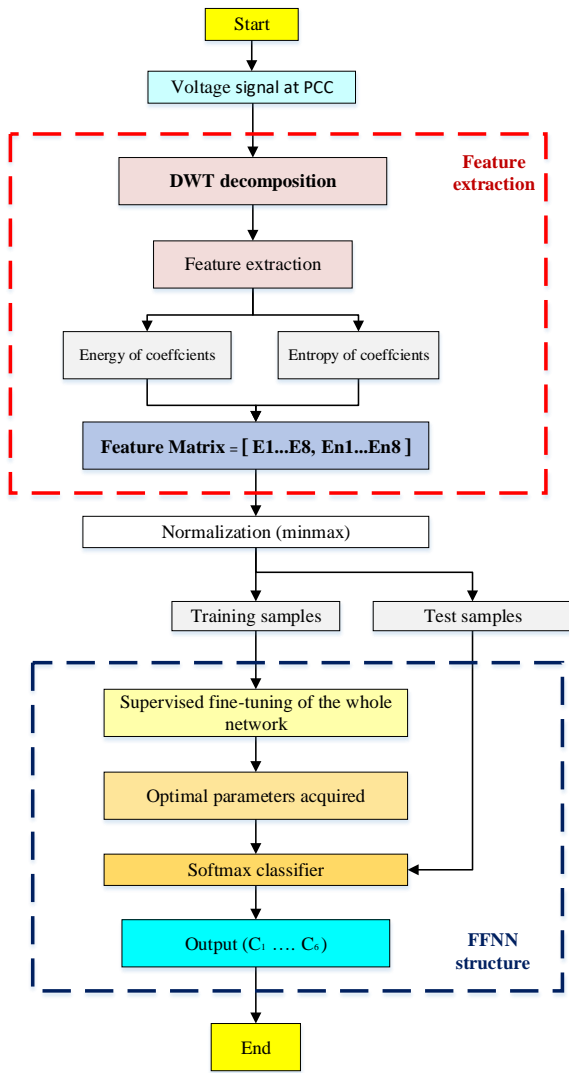 Start
Voltage signal at PCC
Feature
extraction
DWT decomposition
Feature extraction
Energy of coeffcients
Entropy of coeffcients
Feature Matrix = [ E1...E8, En1...En8 ]
Normalization (minmax)
Training samples
Test samples
Supervised fine-tuning of the whole
network
Optimal parameters acquired
Softmax classifier
Output (C₁ .... C₆)
FFNN
structure
End